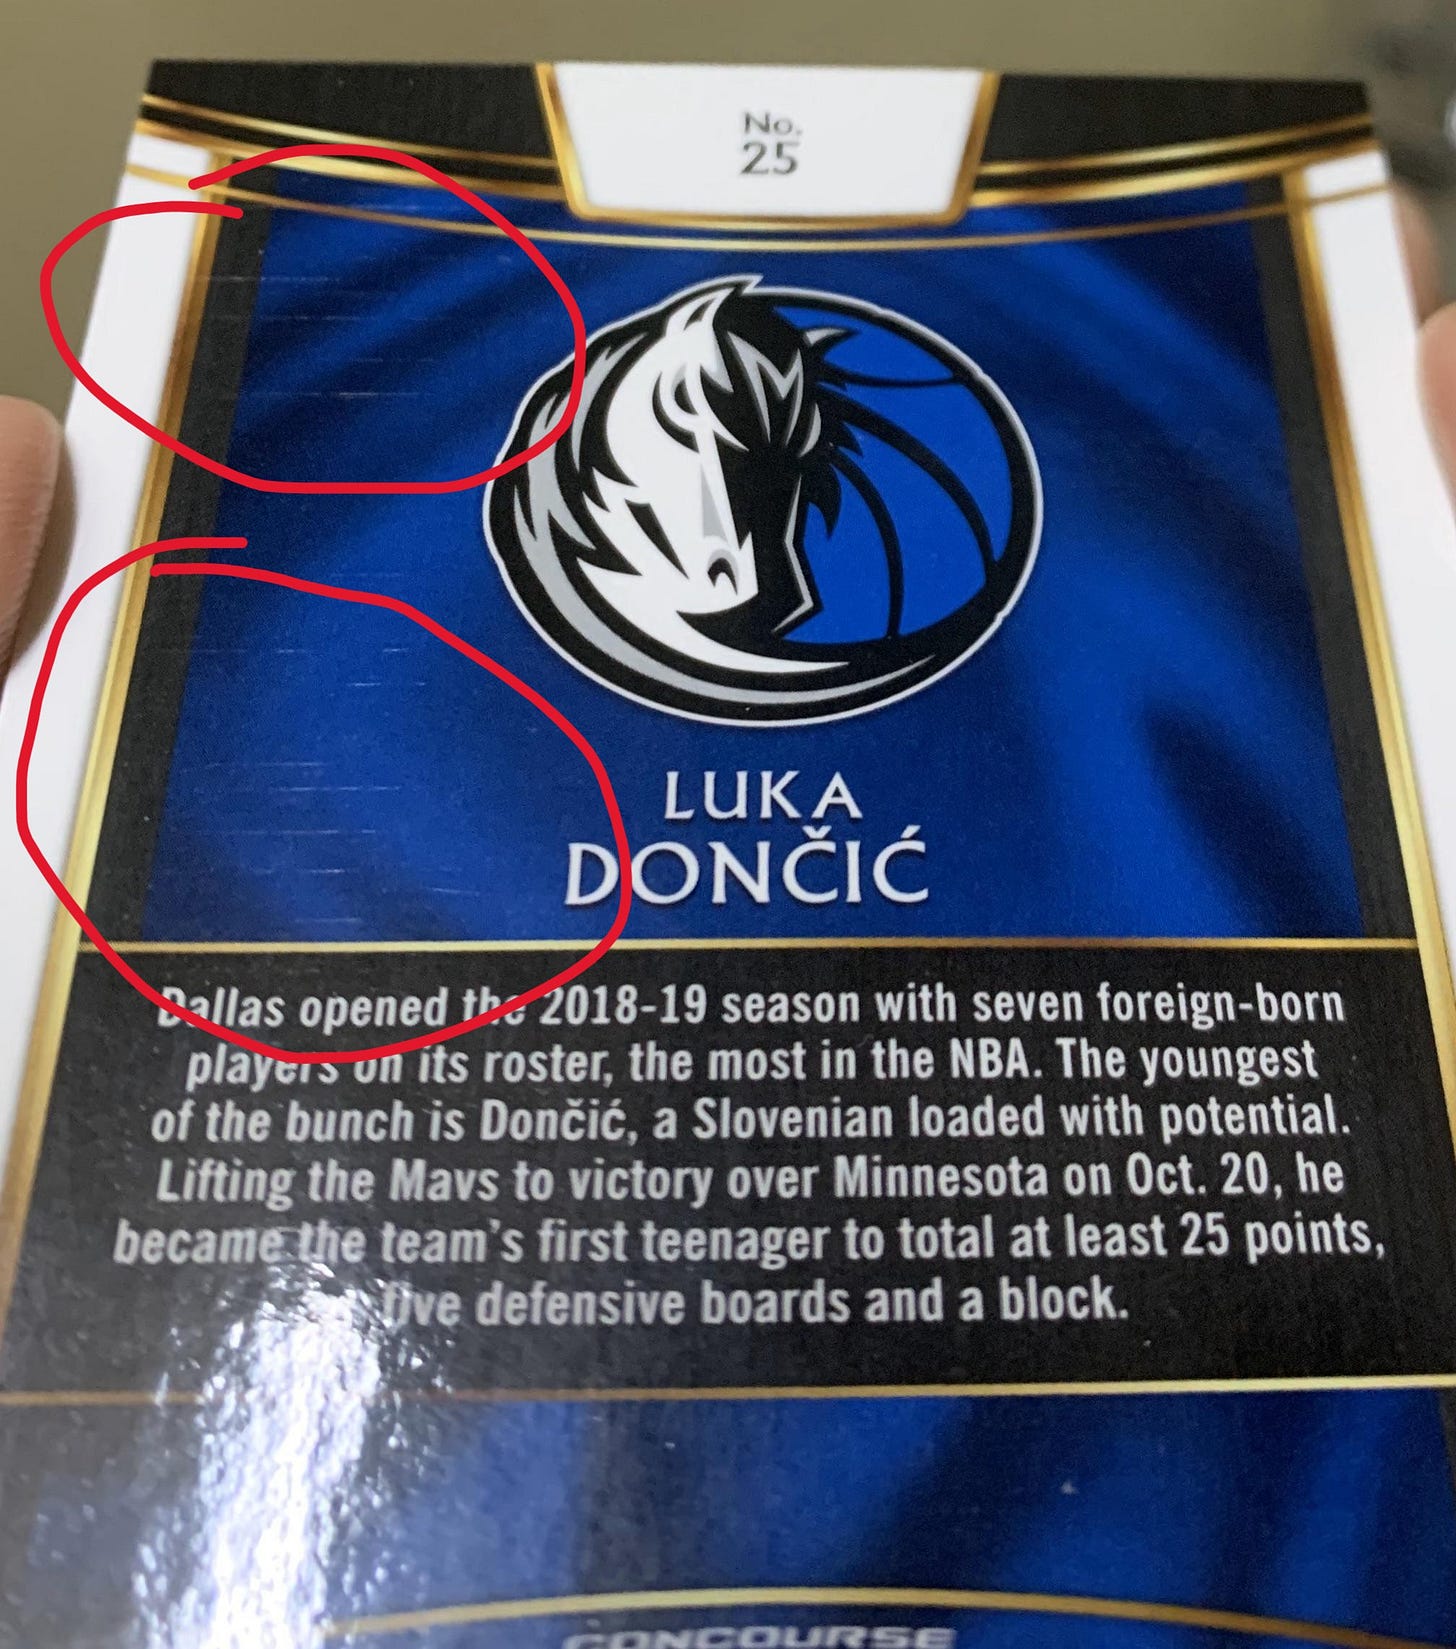 No.
25
LUKA
DONČIĆ
Dallas opened the 2018-19 season with seven foreign-born
players on its roster, the most in the NBA. The youngest
of the bunch is Dončić, a Slovenian loaded with potential.
Lifting the Mavs to victory over Minnesota on Oct. 20, he
became the team's first teenager to total at least 25 points,
five defensive boards and a block.
CONCOURSE